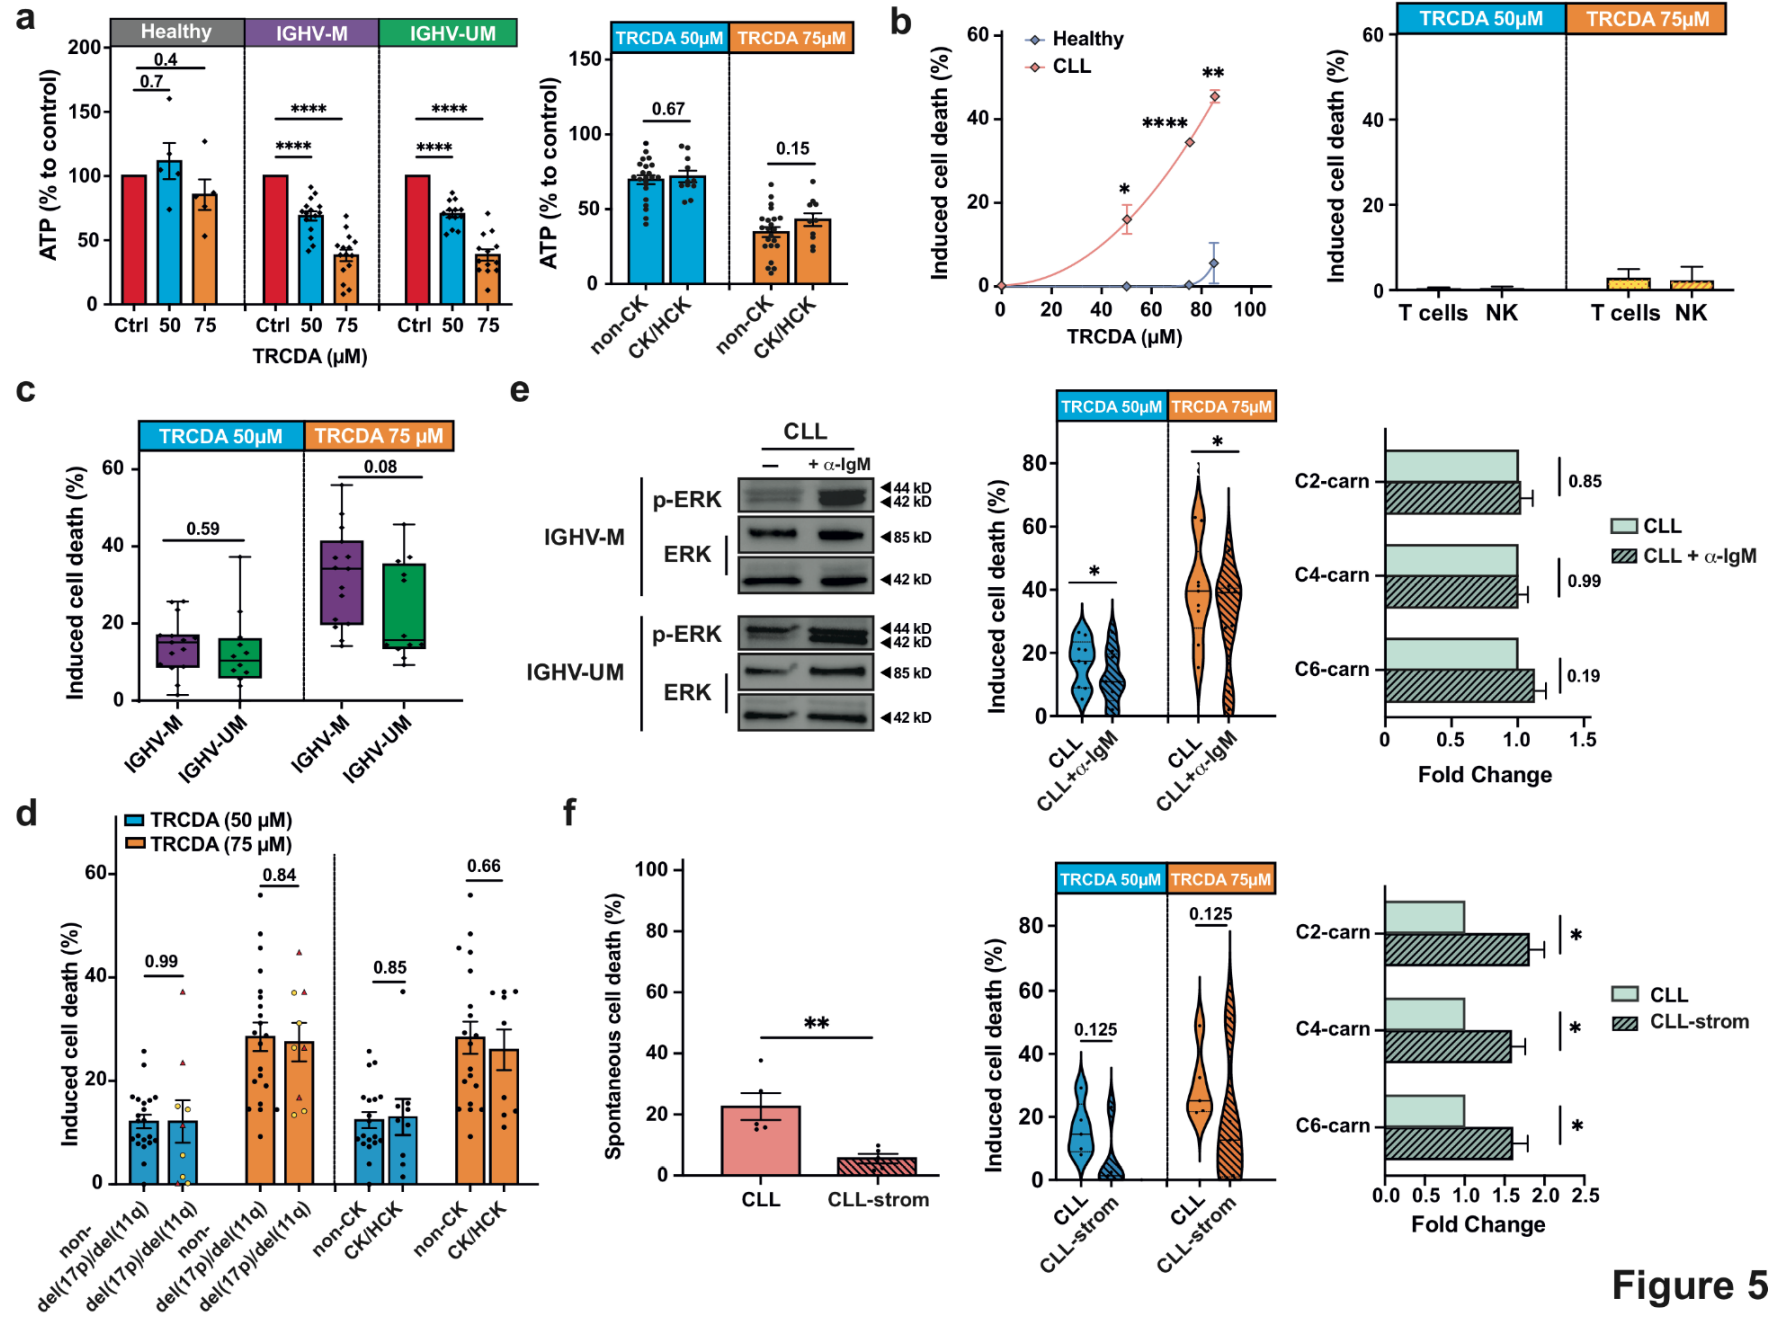 a
Healthy IGHV-M IGHV-UM
ATP (% to control)
200
150
100
50
0
0.4
0.7
**** ****
**** ****
Ctrl 50 75 Ctrl 50 75 Ctrl 50 75
TRCDA (µM)
TRCDA 50µM TRCDA 75µM
ATP (% to control)
150
100
50
0
0.67
0.15
non-CK CK/HCK non-CK CK/HCK
b
Induced cell death (%)
60
40
20
0
Healthy
CLL
*
****
**
0 20 40 60 80 100
TRCDA (µM)
TRCDA 50µM TRCDA 75µM
Induced cell death (%)
60
40
20
0
T cells NK T cells NK
c
TRCDA 50µM TRCDA 75 µM
Induced cell death (%)
60
40
20
0
0.59
0.08
IGHV-M IGHV-UM IGHV-M IGHV-UM
e
CLL
– + α-IgM
IGHV-M
p-ERK
44 kD
42 kD
ERK
85 kD
42 kD
IGHV-UM
p-ERK
44 kD
42 kD
ERK
85 kD
42 kD
TRCDA 50µM TRCDA 75µM
Induced cell death (%)
80
60
40
20
0
*
*
CLL CLL+α-IgM CLL CLL+α-IgM
C2-carn
C4-carn
C6-carn
0.85
0.99
0.19
CLL
CLL + α-IgM
0 0.5 1.0 1.5
Fold Change
d
TRCDA (50 µM)
TRCDA (75 µM)
Induced cell death (%)
60
40
20
0
0.99
0.84
0.85
0.66
non-del(17p)/del(11q)
del(17p)/del(11q)
non-del(17p)/del(11q)
del(17p)/del(11q)
non-CK CK/HCK non-CK CK/HCK
f
Spontaneous cell death (%)
100
80
60
40
20
0
**
CLL CLL-strom
TRCDA 50µM TRCDA 75µM
Induced cell death (%)
80
60
40
20
0
0.125
0.125
CLL CLL-strom CLL CLL-strom
C2-carn
C4-carn
C6-carn
*
*
*
CLL
CLL-strom
0.0 0.5 1.0 1.5 2.0 2.5
Fold Change
Figure 5